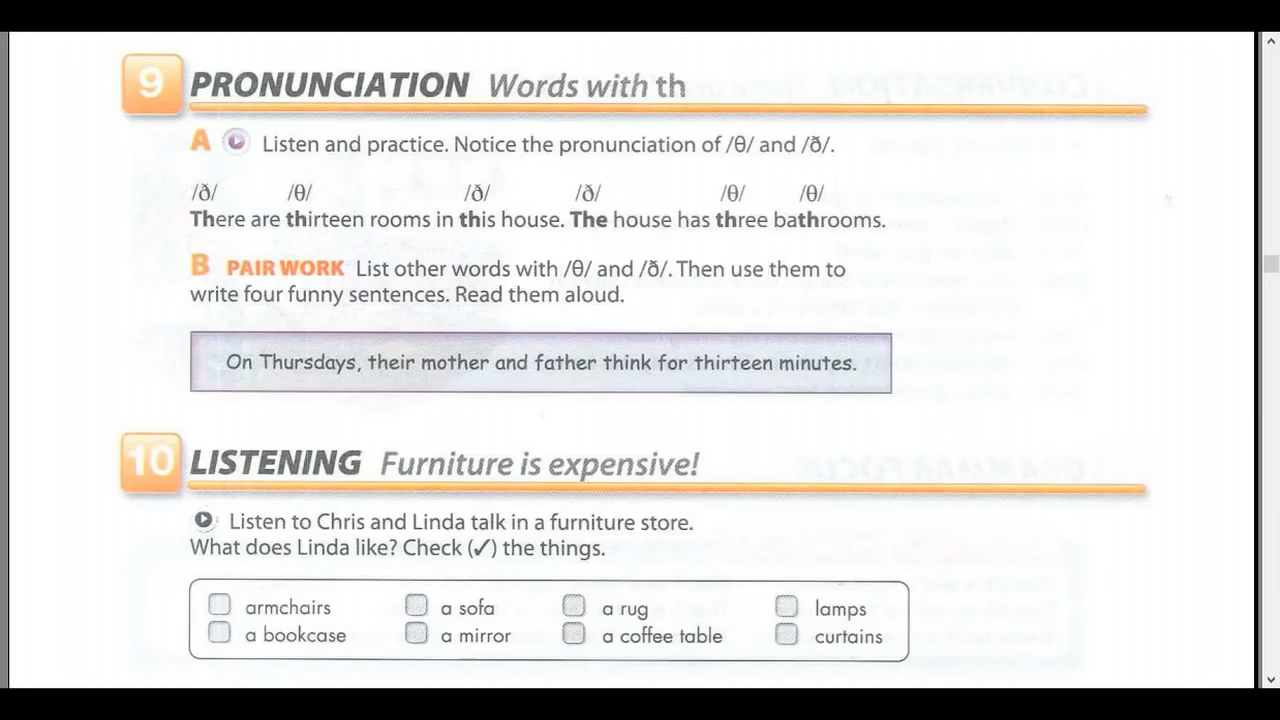 9 PRONUNCIATION Words with th
A Listen and practice. Notice the pronunciation of /θ/ and /ð/.
/ð/ /θ/ /ð/ /ð/ /θ/ /θ/
There are thirteen rooms in this house. The house has three bathrooms.
B PAIR WORK List other words with /θ/ and /ð/. Then use them to
write four funny sentences. Read them aloud.
On Thursdays, their mother and father think for thirteen minutes.
10 LISTENING Furniture is expensive!
Listen to Chris and Linda talk in a furniture store.
What does Linda like? Check (✓) the things.
armchairs a sofa a rug lamps
a bookcase a mirror a coffee table curtains